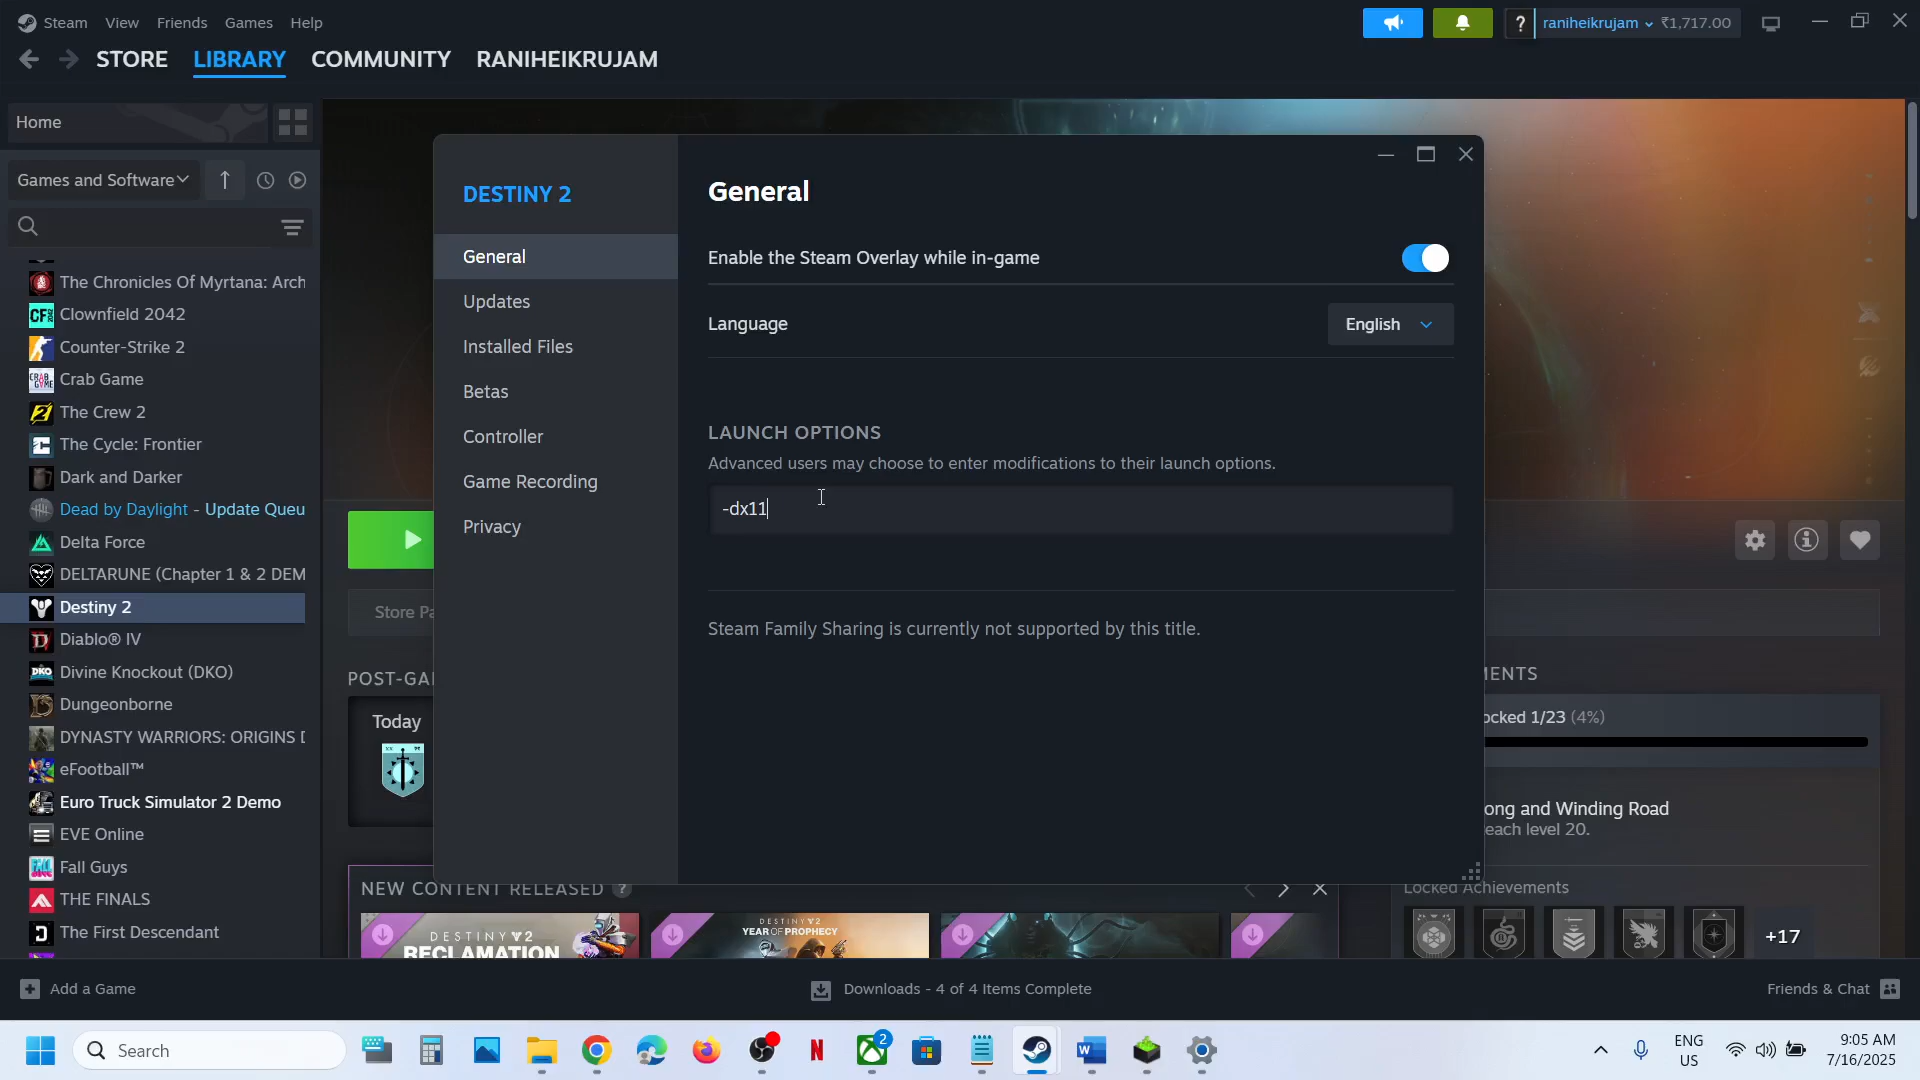 Steam View Friends Games Help
raniheikrujam ₹1,717.00
STORE LIBRARY COMMUNITY RANIHEIKRUJAM
Home
Games and Software
The Chronicles Of Myrtana: Arch
Clownfield 2042
Counter-Strike 2
Crab Game
The Crew 2
The Cycle: Frontier
Dark and Darker
Dead by Daylight - Update Queu
Delta Force
DELTARUNE (Chapter 1 & 2 DEM
Destiny 2
Diablo® IV
Divine Knockout (DKO)
Dungeonborne
DYNASTY WARRIORS: ORIGINS D
eFootball™
Euro Truck Simulator 2 Demo
EVE Online
Fall Guys
THE FINALS
The First Descendant
DESTINY 2
General
Updates
Installed Files
Betas
Controller
Game Recording
Privacy
General
Enable the Steam Overlay while in-game
Language
English
LAUNCH OPTIONS
Advanced users may choose to enter modifications to their launch options.
-dx11
Steam Family Sharing is currently not supported by this title.
Store Pa
POST-GA
Today
NEW CONTENT RELEASED ?
DESTINY 2
RECLAMATION
DESTINY 2
YEAR OF PROPHECY
MENTS
ocked 1/23 (4%)
ong and Winding Road
each level 20.
Locked Achievements
+17
Add a Game
Downloads - 4 of 4 Items Complete
Friends & Chat
Search
2
ENG
US
9:05 AM
7/16/2025